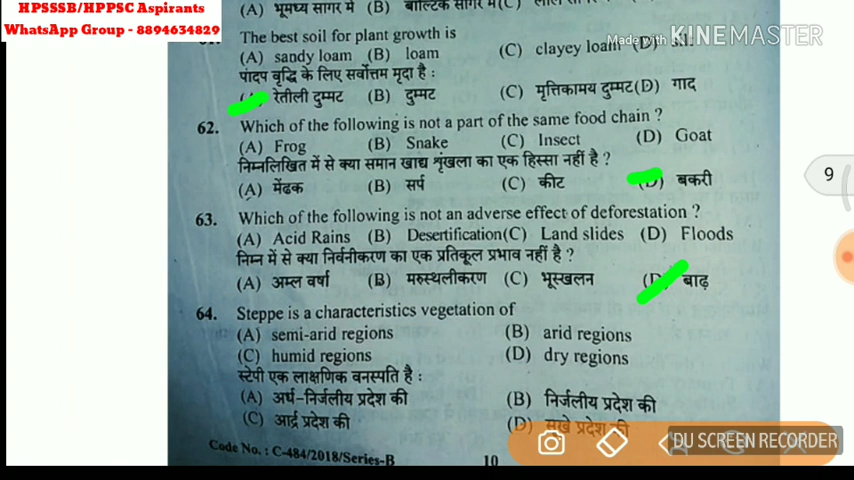 HPSSSB/HPPSC Aspirants
WhatsApp Group - 8894634829
(A) भूमध्य सागर में (B) बाल्टिक सागर में (C)
Made with KINEMASTER
The best soil for plant growth is
(A) sandy loam (B) loam (C) clayey loam (D)
पादप वृद्धि के लिए सर्वोत्तम मृदा है :
रेतीली दुम्मट (B) दुम्मट (C) मृत्तिकामय दुम्मट (D) गाद
62. Which of the following is not a part of the same food chain ?
(A) Frog (B) Snake (C) Insect (D) Goat
निम्नलिखित में से क्या समान खाद्य शृंखला का एक हिस्सा नहीं है ?
(A) मेंढक (B) सर्प (C) कीट (D) बकरी
9
63. Which of the following is not an adverse effect of deforestation ?
(A) Acid Rains (B) Desertification (C) Land slides (D) Floods
निम्न में से क्या निर्वनीकरण का एक प्रतिकूल प्रभाव नहीं है ?
(A) अम्ल वर्षा (B) मरुस्थलीकरण (C) भूस्खलन (D) बाढ़
64. Steppe is a characteristics vegetation of
(A) semi-arid regions (B) arid regions
(C) humid regions (D) dry regions
स्टेपी एक लाक्षणिक वनस्पति है :
(A) अर्ध-निर्जलीय प्रदेश की (B) निर्जलीय प्रदेश की
(C) आर्द्र प्रदेश की (D) सूखे प्रदेश की
DU SCREEN RECORDER
Code No. : C-484/2018/Series-B 10